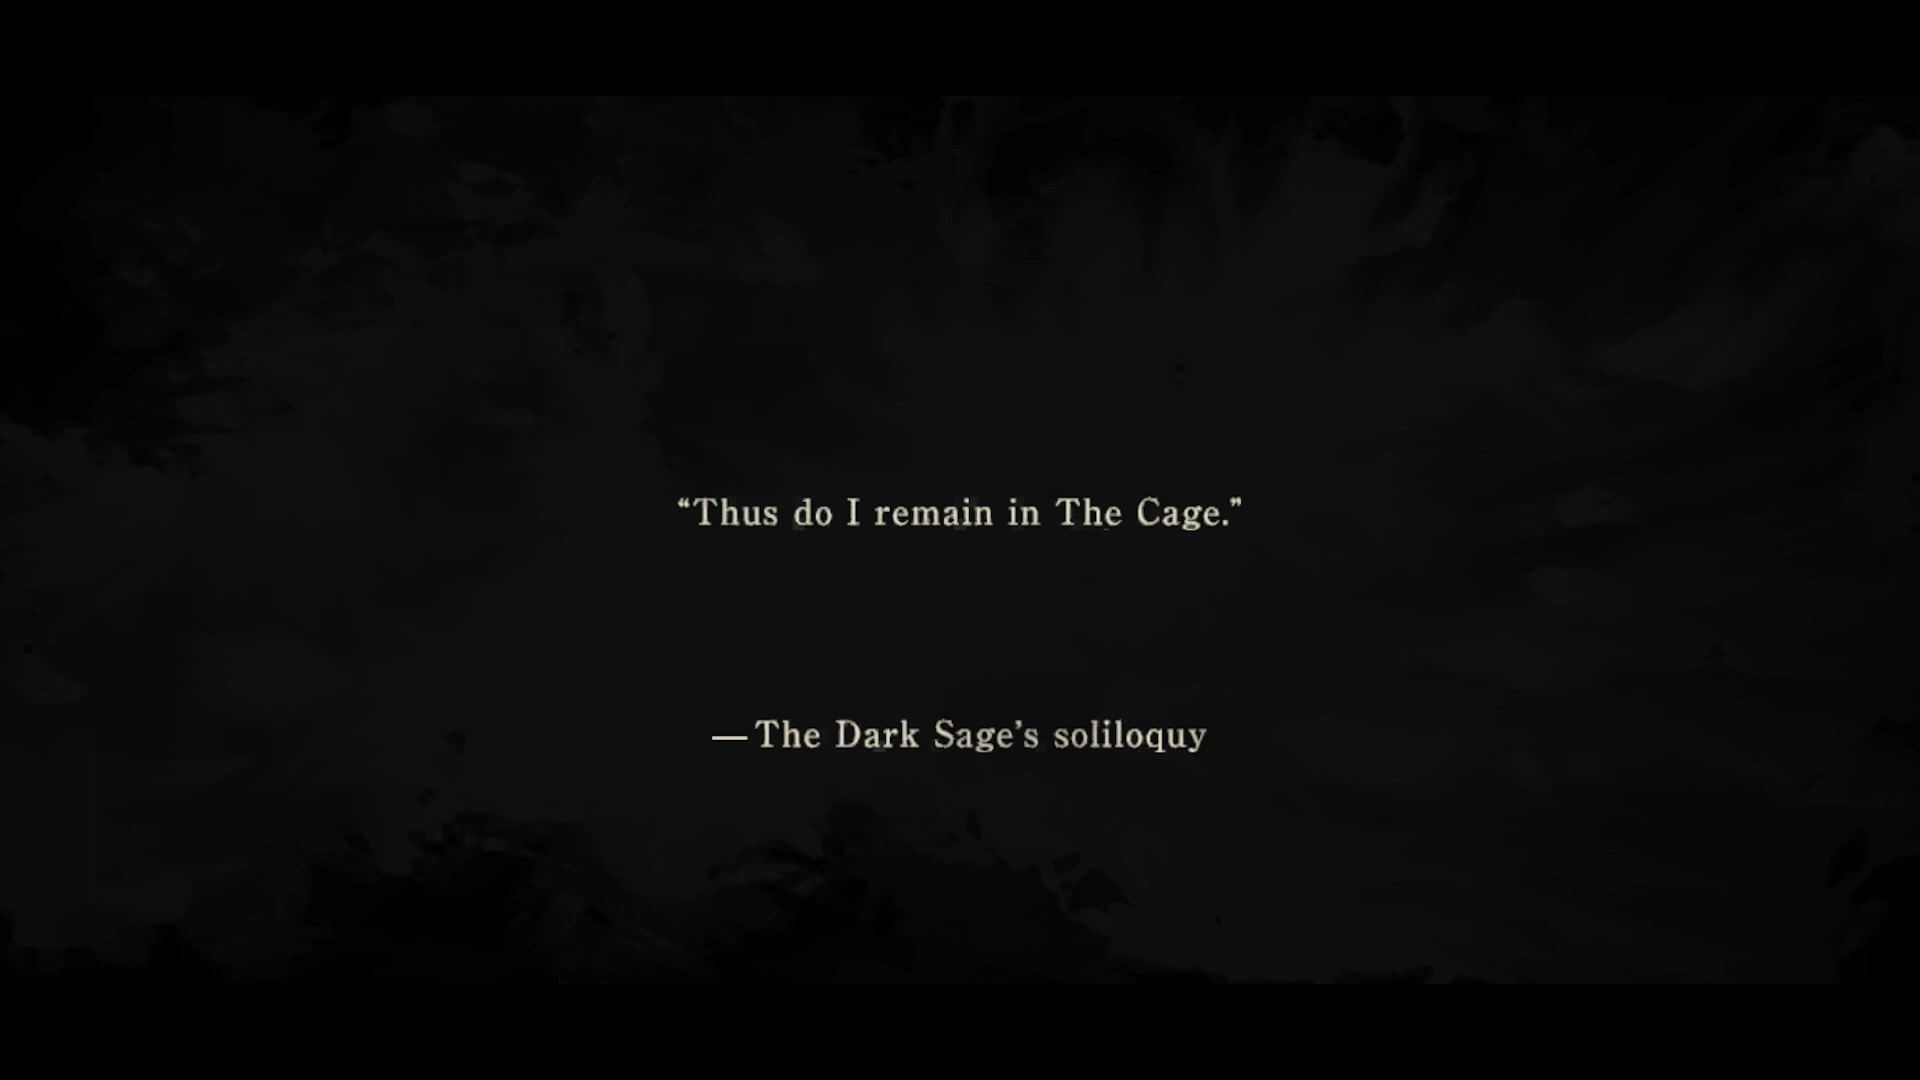 “Thus do I remain in The Cage.”
—The Dark Sage’s soliloquy